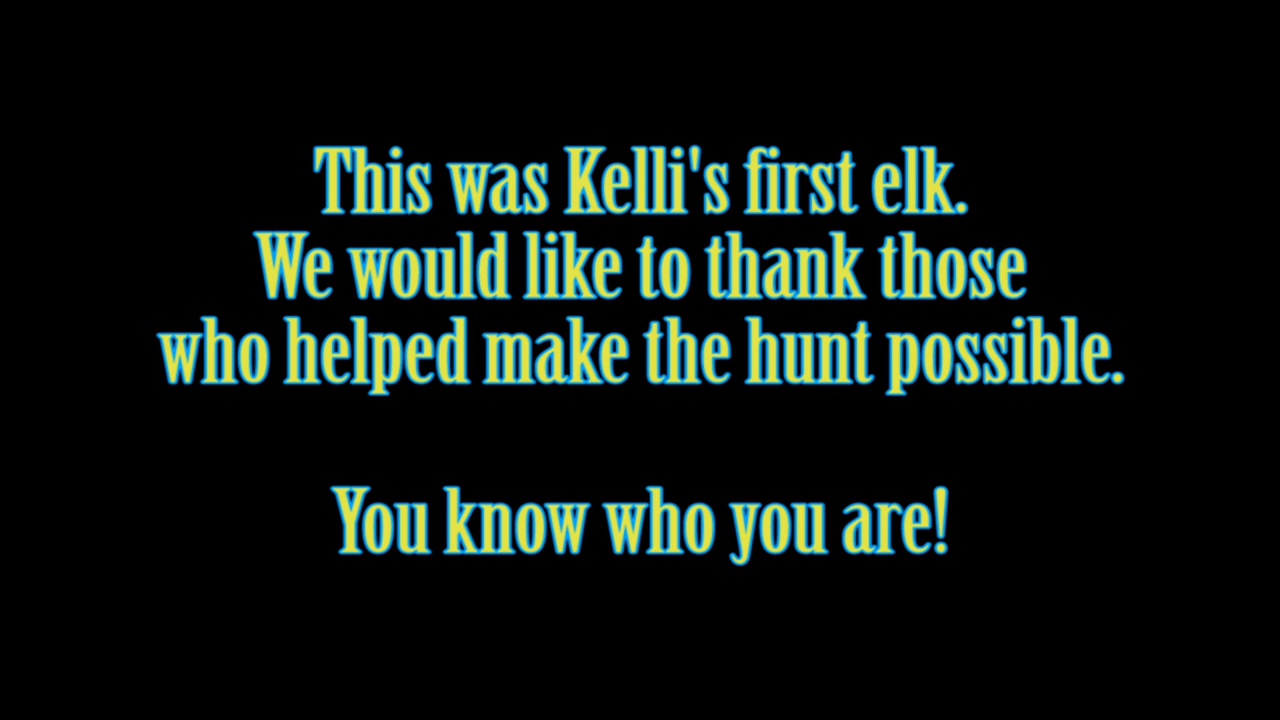 This was Kelli's first elk.
We would like to thank those
who helped make the hunt possible.
You know who you are!